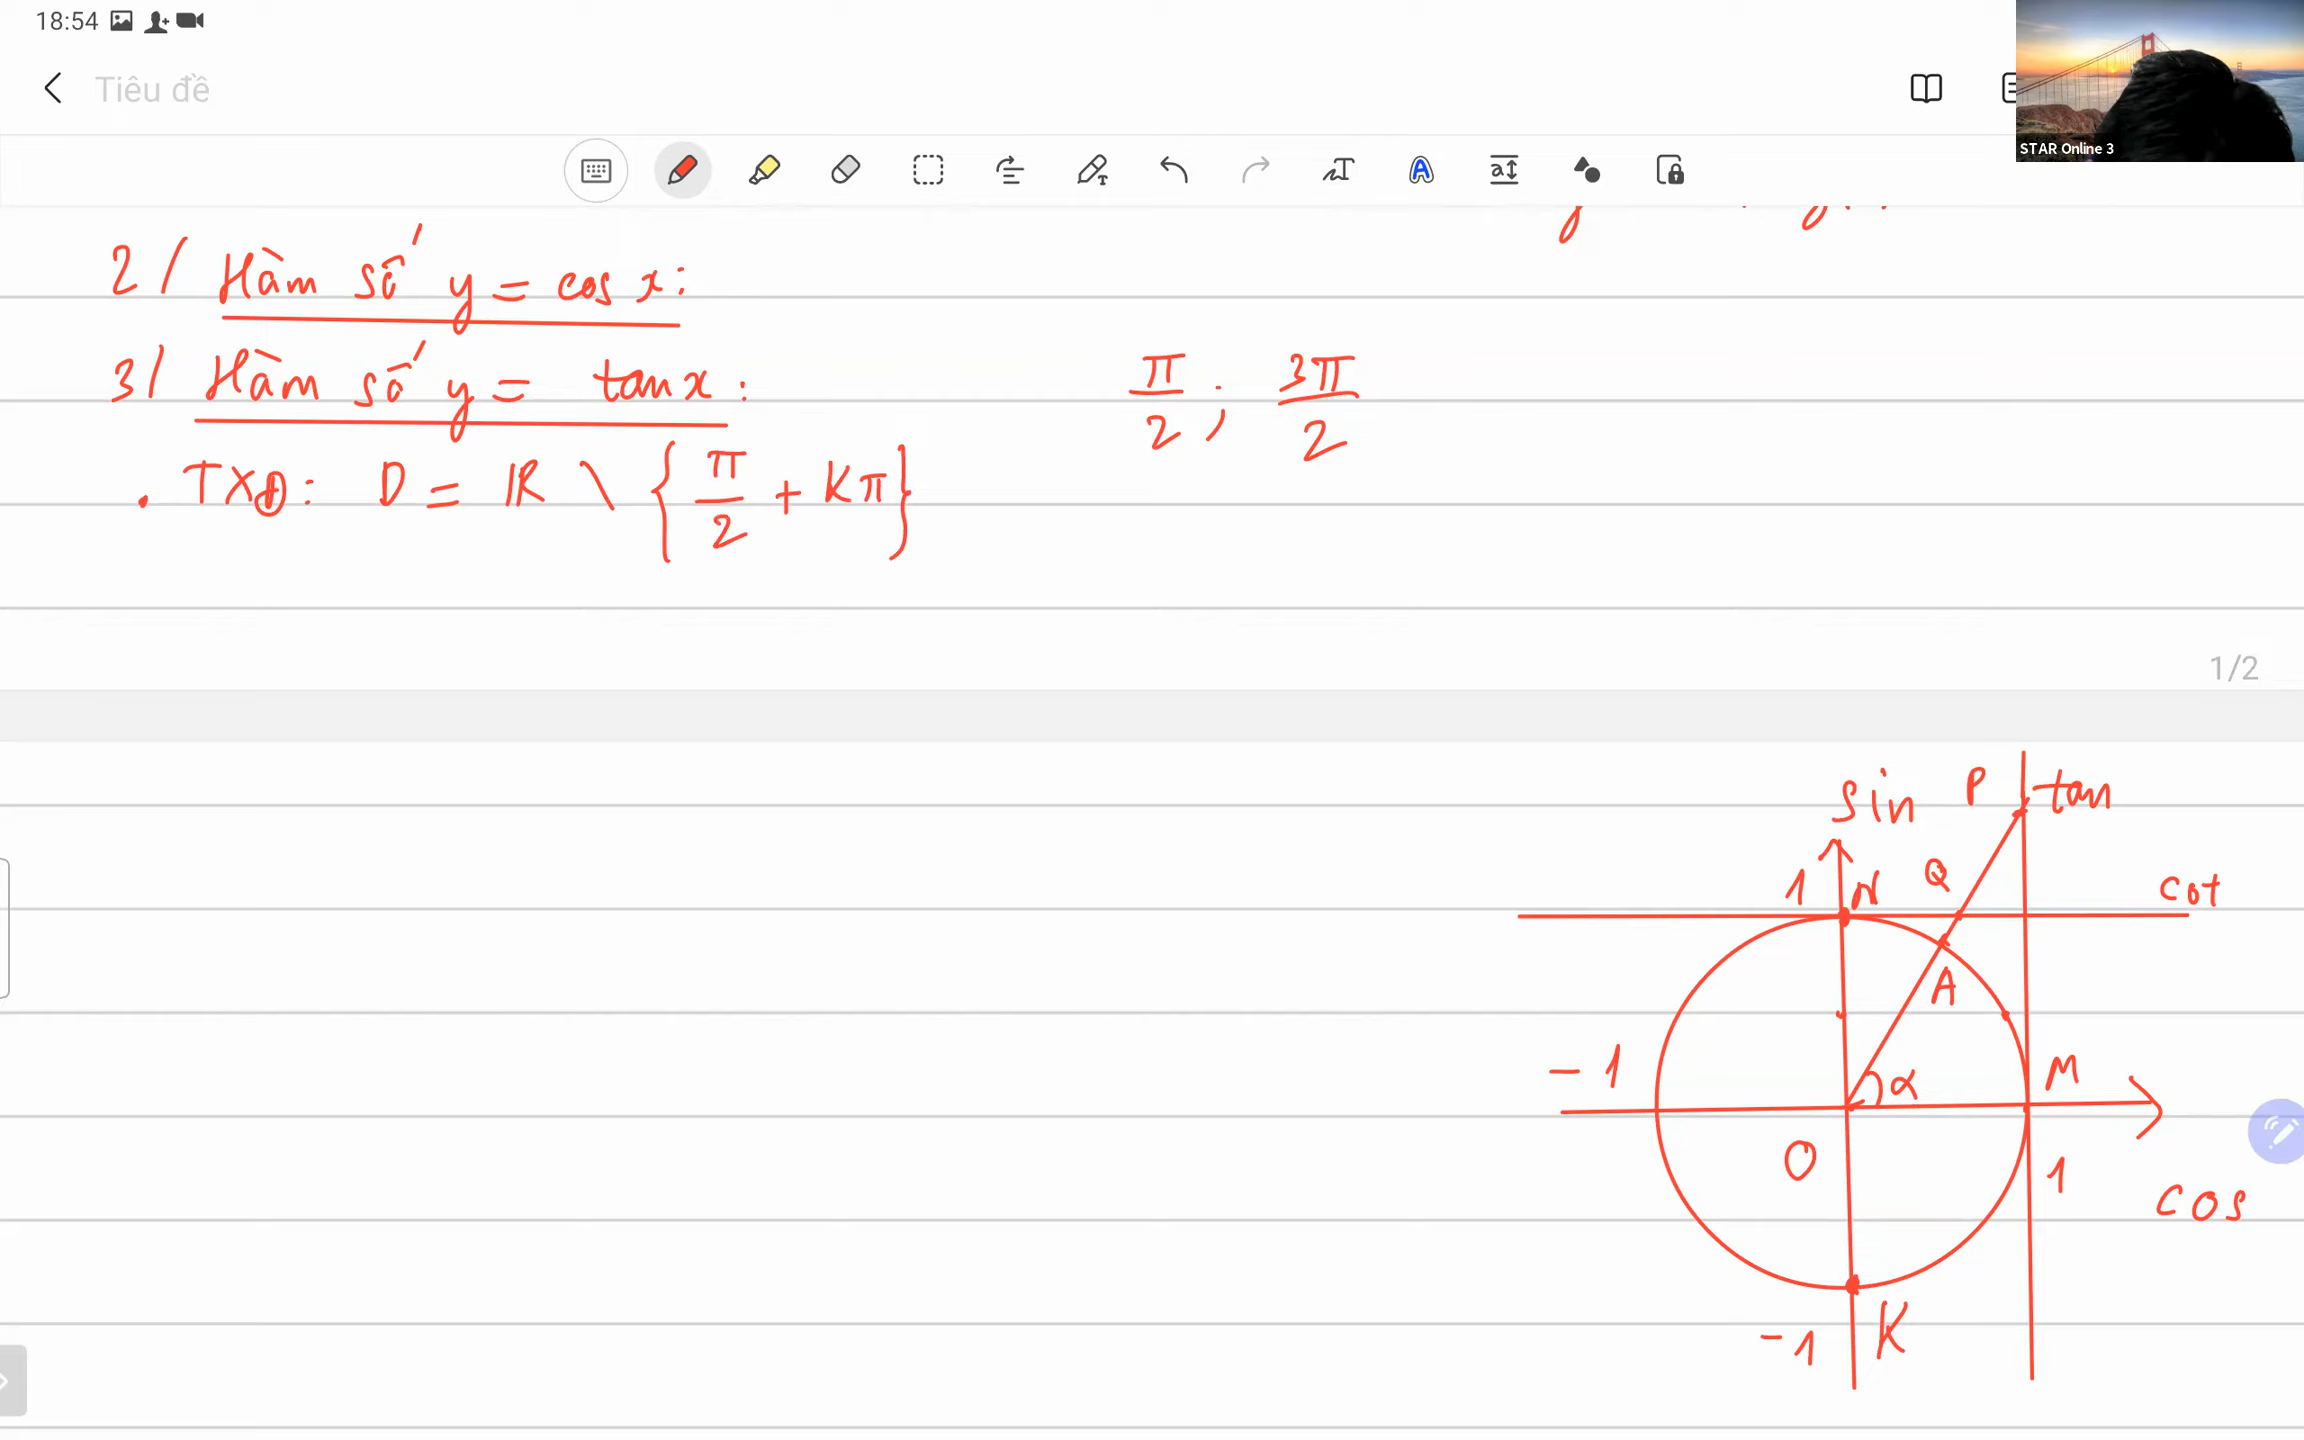 18:54
Tiêu đề
STAR Online 3
2/ Hàm số y = cos x:
3/ Hàm số y = tan x:
π/2 ; 3π/2
. TXĐ: D = ℝ \ {π/2 + Kπ}
1/2
sin P tan
1 N Q cot
A
-1 α M
O 1
cos
-1 K